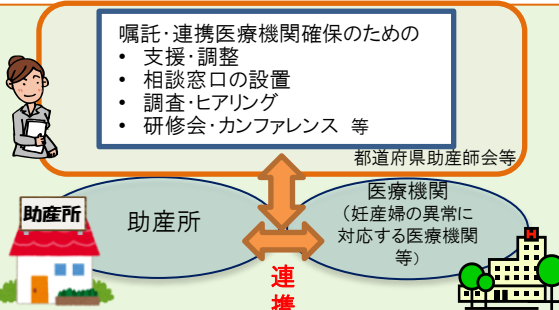 嘱託・連携医療機関確保のための
• 支援・調整
• 相談窓口の設置
• 調査・ヒアリング
• 研修会・カンファレンス 等
都道府県助産師会等
助産所
助産所
医療機関
（妊産婦の異常に
対応する医療機関
等）
H
連
携